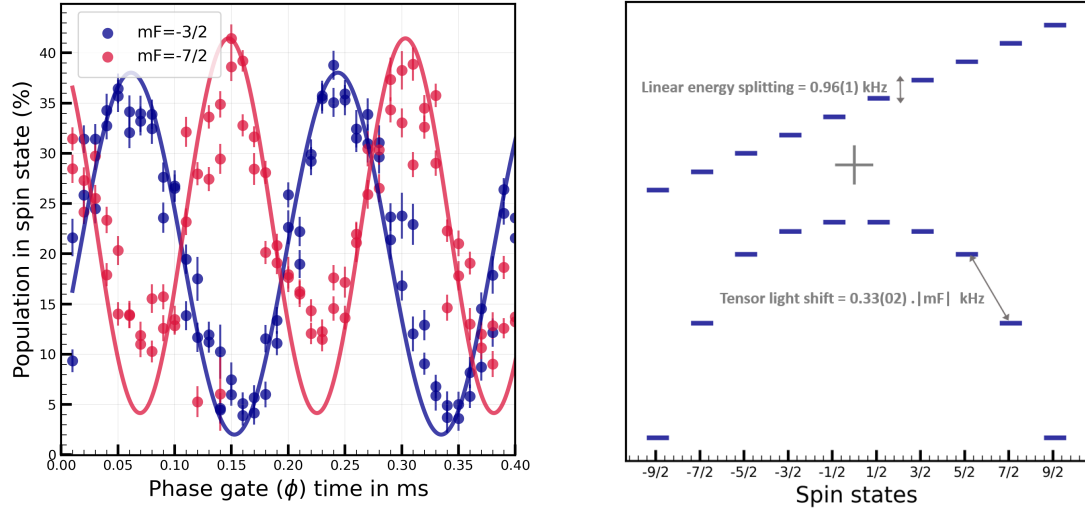 mF=-3/2
mF=-7/2
Population in spin state (%)
40
35
30
25
20
15
10
5
0
0.00 0.05 0.10 0.15 0.20 0.25 0.30 0.35 0.40
Phase gate (ϕ) time in ms
Linear energy splitting = 0.96(1) kHz
Tensor light shift = 0.33(02) .|mF| kHz
-9/2 -7/2 -5/2 -3/2 -1/2 1/2 3/2 5/2 7/2 9/2
Spin states